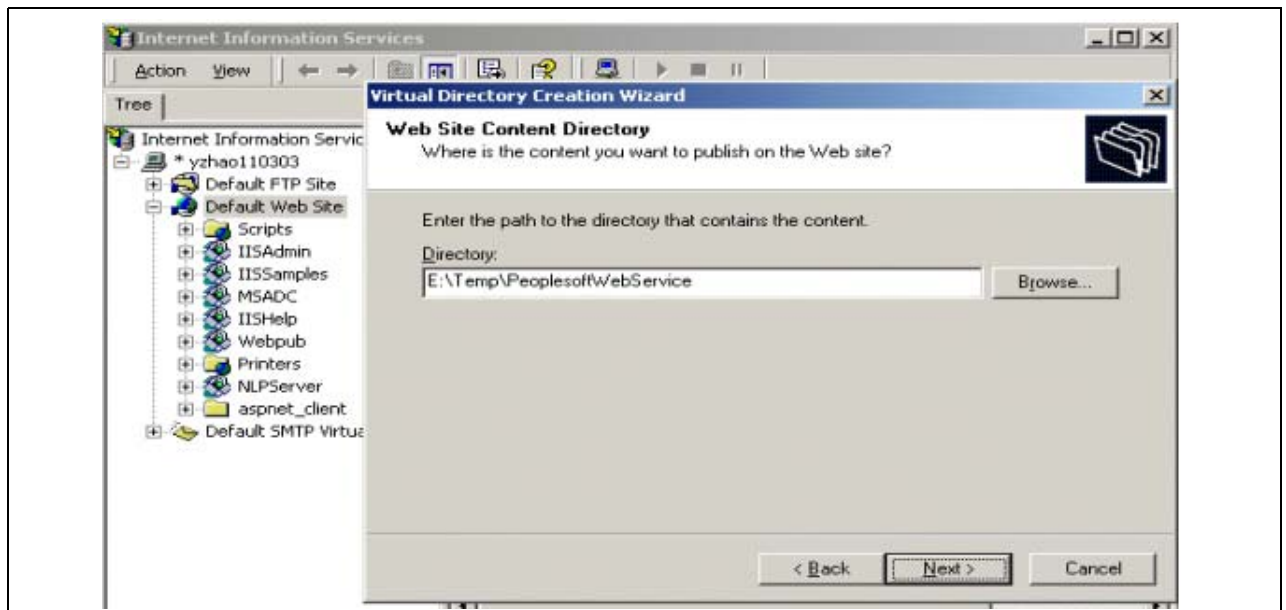 Internet Information Services
Action View
Tree
Internet Information Servic
* yzhao110303
Default FTP Site
Default Web Site
Scripts
IISAdmin
IISSamples
MSADC
IISHelp
Webpub
Printers
NLPServer
aspnet_client
Default SMTP Virtua
Virtual Directory Creation Wizard
Web Site Content Directory
Where is the content you want to publish on the Web site?
Enter the path to the directory that contains the content.
Directory:
E:\Temp\PeoplesoftWebService
Browse...
< Back Next > Cancel